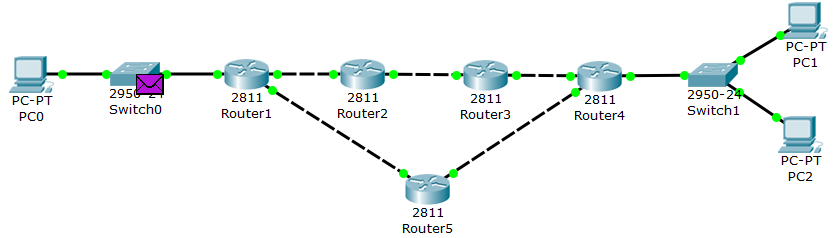 PC-PT
PC0
2950-24
Switch0
2811
Router1
2811
Router2
2811
Router3
2811
Router4
2950-24
Switch1
PC-PT
PC1
PC-PT
PC2
2811
Router5